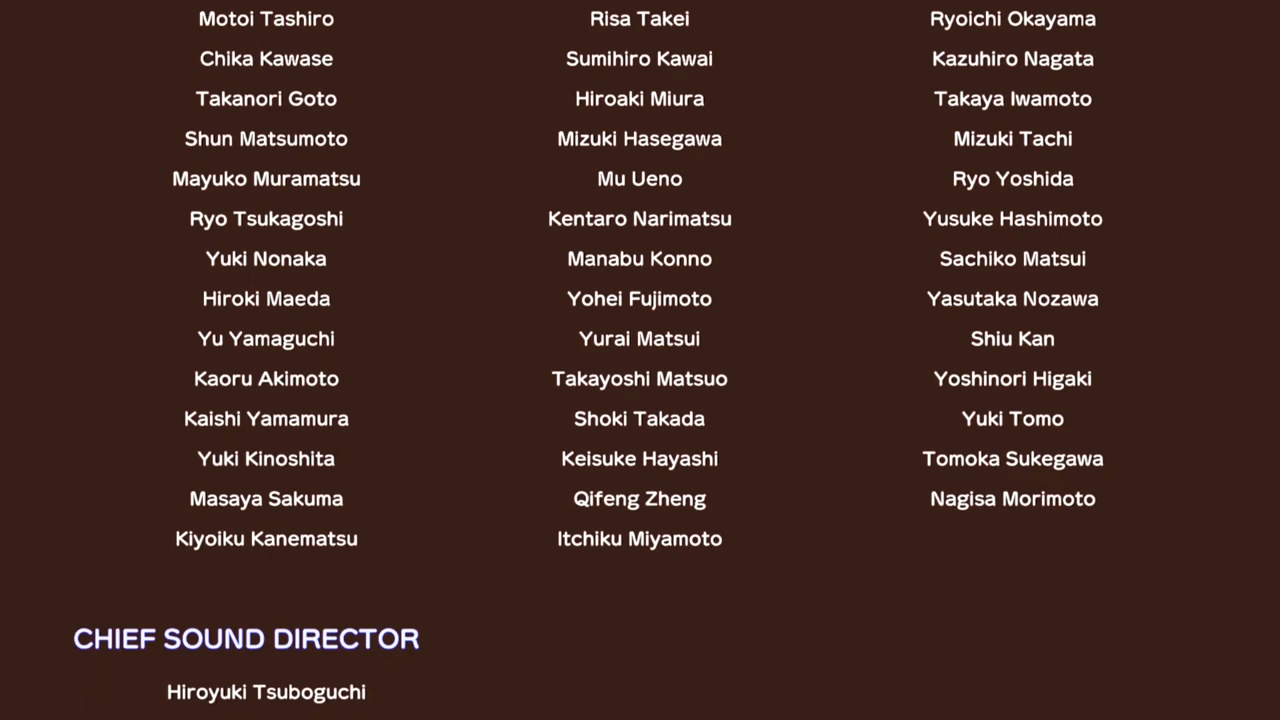 Motoi Tashiro Risa Takei Ryoichi Okayama
Chika Kawase Sumihiro Kawai Kazuhiro Nagata
Takanori Goto Hiroaki Miura Takaya Iwamoto
Shun Matsumoto Mizuki Hasegawa Mizuki Tachi
Mayuko Muramatsu Mu Ueno Ryo Yoshida
Ryo Tsukagoshi Kentaro Narimatsu Yusuke Hashimoto
Yuki Nonaka Manabu Konno Sachiko Matsui
Hiroki Maeda Yohei Fujimoto Yasutaka Nozawa
Yu Yamaguchi Yurai Matsui Shiu Kan
Kaoru Akimoto Takayoshi Matsuo Yoshinori Higaki
Kaishi Yamamura Shoki Takada Yuki Tomo
Yuki Kinoshita Keisuke Hayashi Tomoka Sukegawa
Masaya Sakuma Qifeng Zheng Nagisa Morimoto
Kiyoiku Kanematsu Itchiku Miyamoto
CHIEF SOUND DIRECTOR
Hiroyuki Tsuboguchi